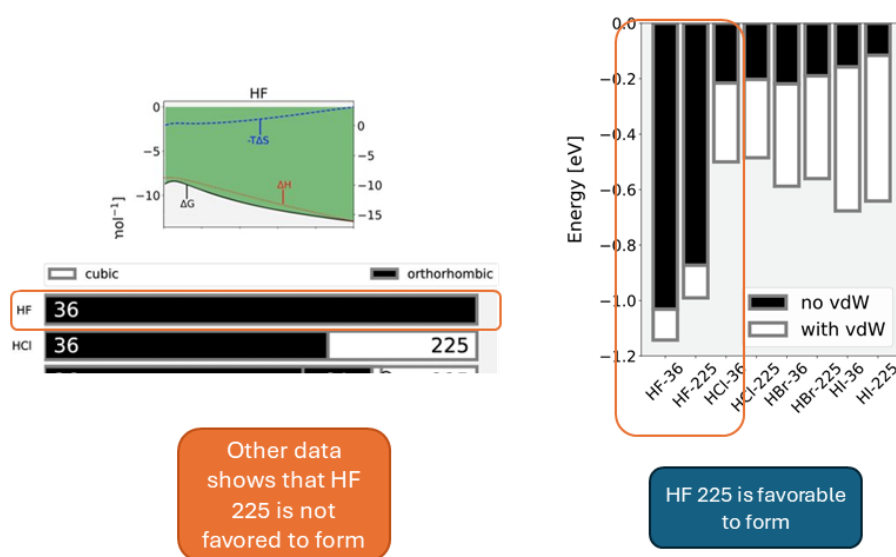 HF
0
-5
-10
0
-5
-10
-15
-TΔS
ΔH
ΔG
mol⁻¹]
cubic
orthorhombic
HF
36
HCl
36
225
Other data
shows that HF
225 is not
favored to form
0.0
-0.2
-0.4
-0.6
-0.8
-1.0
-1.2
Energy [eV]
no vdW
with vdW
HF-36
HF-225
HCl-36
HCl-225
HBr-36
HBr-225
HI-36
HI-225
HF 225 is favorable
to form